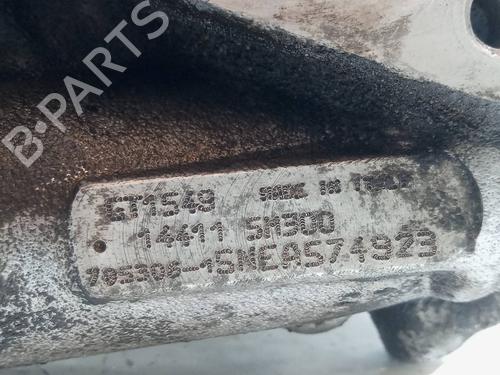 B-PARTS
GT1549 MADE IN ITALY
14411 5M300
705306-15NEA574923